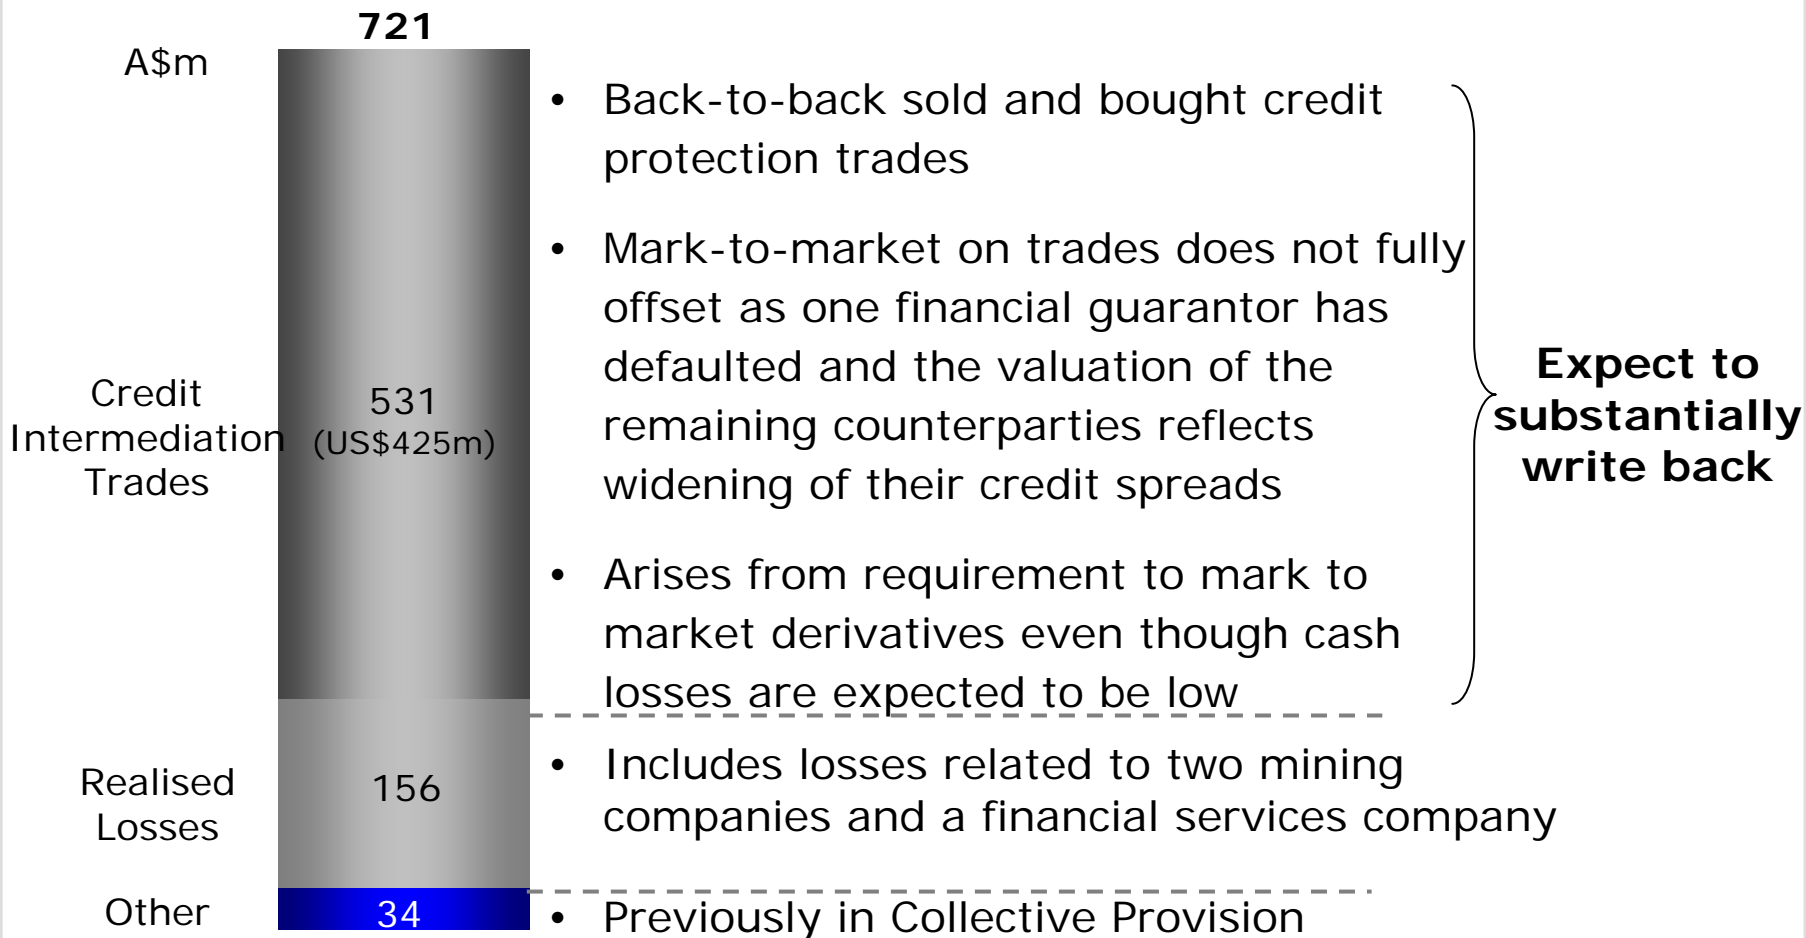 721
A$m
Credit
Intermediation
Trades
531
(US$425m)
• Back-to-back sold and bought credit
protection trades
• Mark-to-market on trades does not fully
offset as one financial guarantor has
defaulted and the valuation of the
remaining counterparties reflects
widening of their credit spreads
• Arises from requirement to mark to
market derivatives even though cash
losses are expected to be low
Expect to
substantially
write back
Realised
Losses
156
• Includes losses related to two mining
companies and a financial services company
Other
34
• Previously in Collective Provision